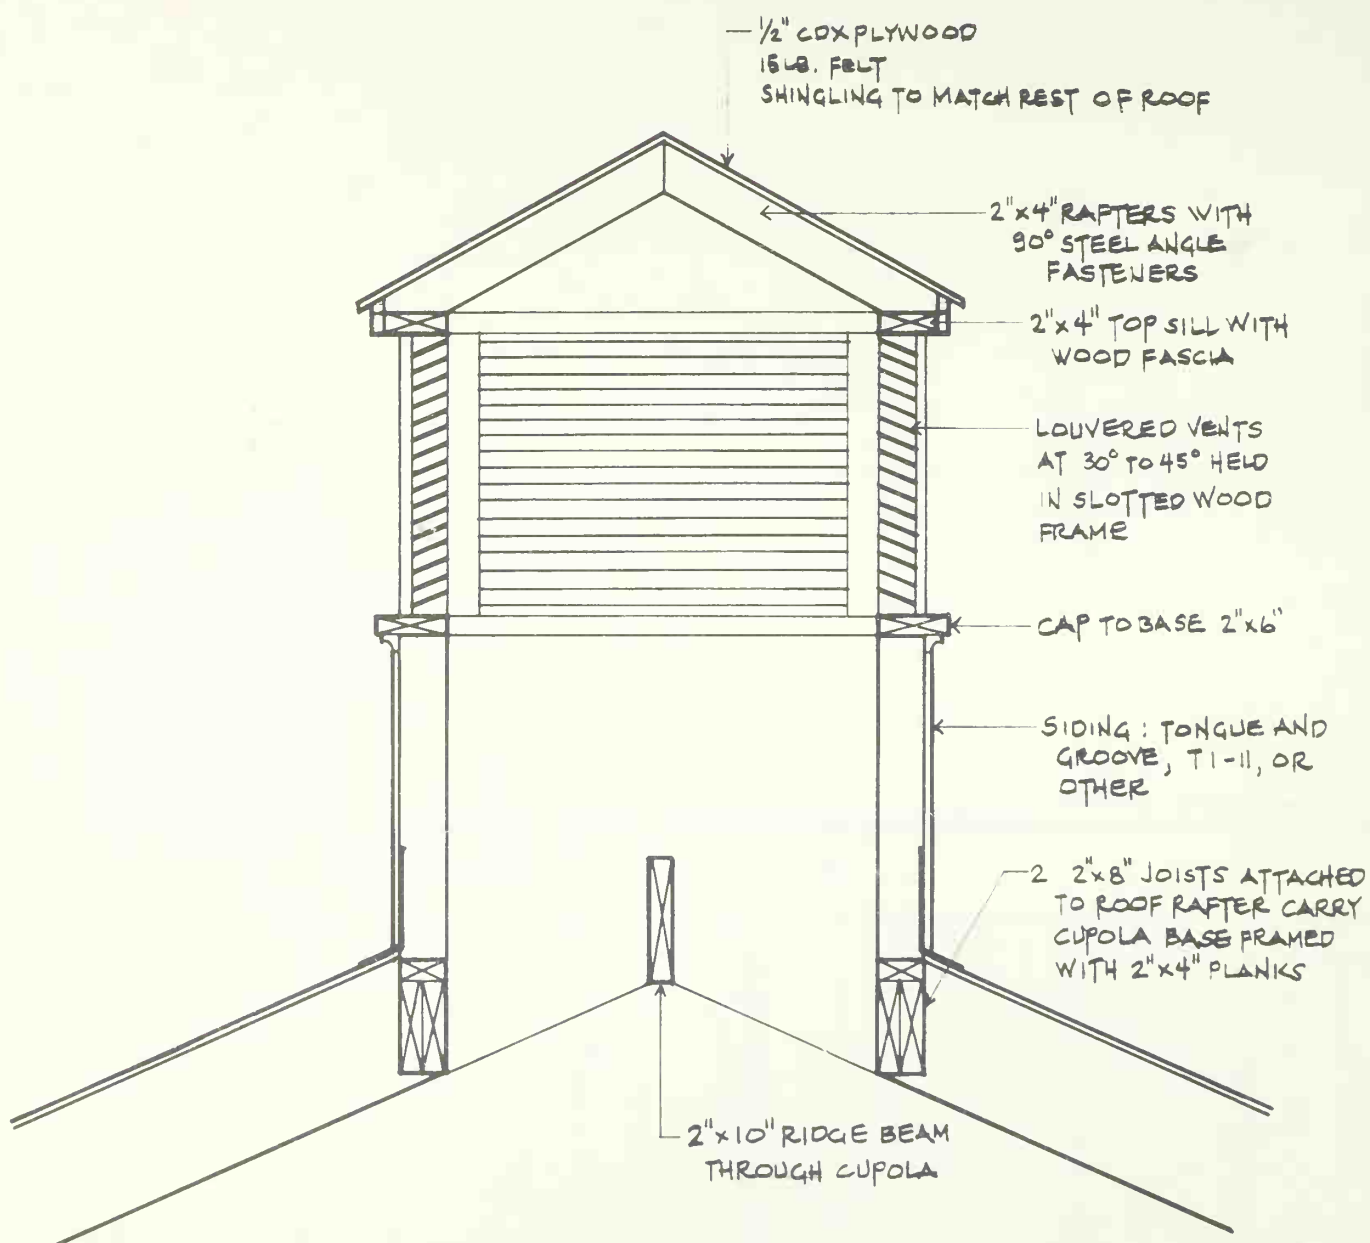 1/2" CDX PLYWOOD
15 LB. FELT
SHINGLING TO MATCH REST OF ROOF
2"x4" RAFTERS WITH
90° STEEL ANGLE
FASTENERS
2"x4" TOP SILL WITH
WOOD FASCIA
LOUVERED VENTS
AT 30° TO 45° HELD
IN SLOTTED WOOD
FRAME
CAP TO BASE 2"x6"
SIDING: TONGUE AND
GROOVE, T1-11, OR
OTHER
2 2"x8" JOISTS ATTACHED
TO ROOF RAFTER CARRY
CUPOLA BASE FRAMED
WITH 2"x4" PLANKS
2"x10" RIDGE BEAM
THROUGH CUPOLA